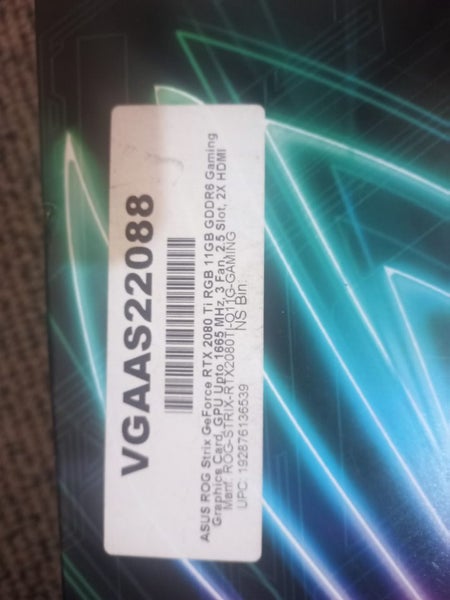 VGAAS22088
ASUS ROG Strix GeForce RTX 2080 Ti RGB 11GB GDDR6 Gaming
Graphics Card, GPU Upto 1665 MHz, 3 Fan, 2.5 Slot, 2X HDMI
Manf: ROG-STRIX-RTX2080TI-O11G-GAMING
NS Bin:
UPC: 192876136539